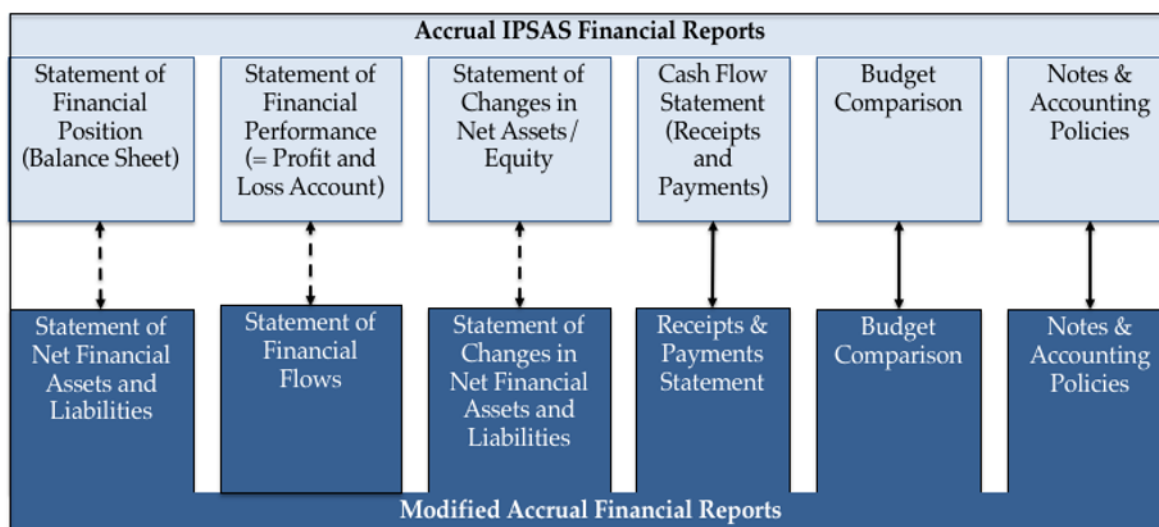 Accrual IPSAS Financial Reports
Statement of
Financial
Position
(Balance Sheet)
Statement of
Financial
Performance
(= Profit and
Loss Account)
Statement of
Changes in
Net Assets/
Equity
Cash Flow
Statement
(Receipts
and
Payments)
Budget
Comparison
Notes &
Accounting
Policies
Statement of
Net Financial
Assets and
Liabilities
Statement of
Financial
Flows
Statement of
Changes in
Net Financial
Assets and
Liabilities
Receipts &
Payments
Statement
Budget
Comparison
Notes &
Accounting
Policies
Modified Accrual Financial Reports